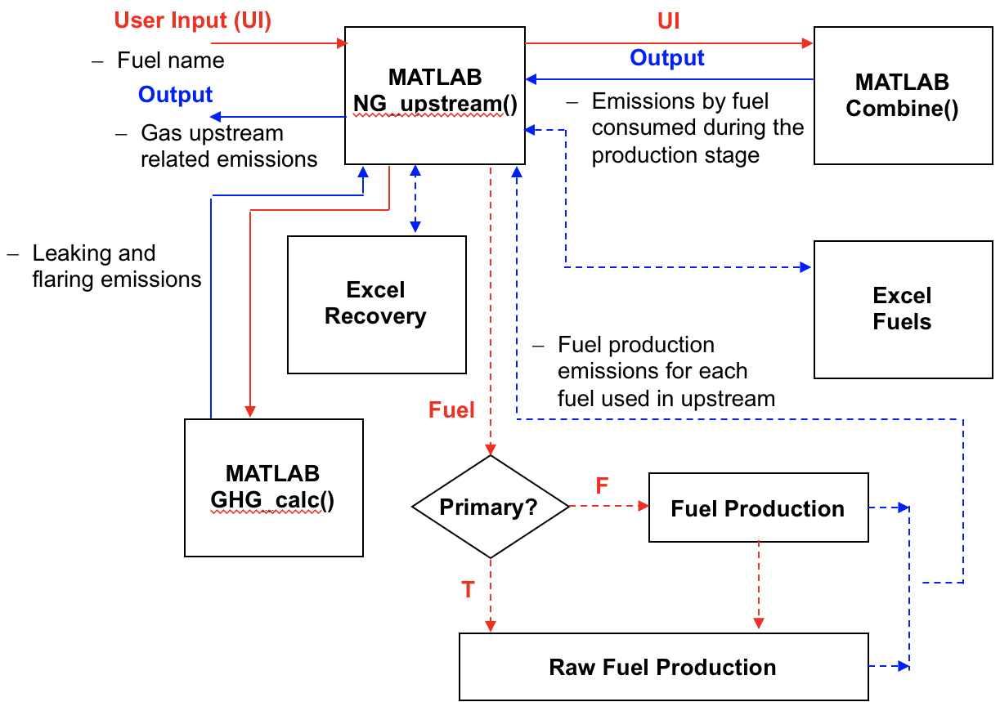 User Input (UI)
– Fuel name
Output
– Gas upstream
related emissions
MATLAB
NG_upstream()
UI
Output
– Emissions by fuel
consumed during the
production stage
MATLAB
Combine()
– Leaking and
flaring emissions
Excel
Recovery
Excel
Fuels
– Fuel production
emissions for each
fuel used in upstream
Fuel
MATLAB
GHG_calc()
Primary?
F
Fuel Production
T
Raw Fuel Production